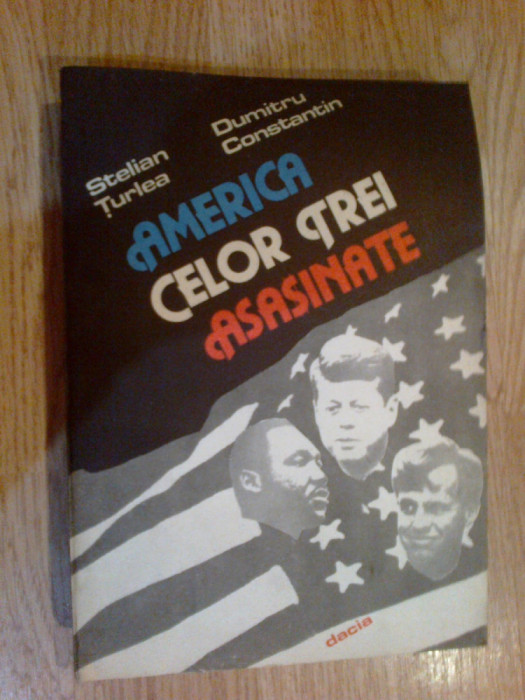 Stelian
Țurlea
Dumitru
Constantin
AMERICA
CELOR TREI
ASASINATE
dacia